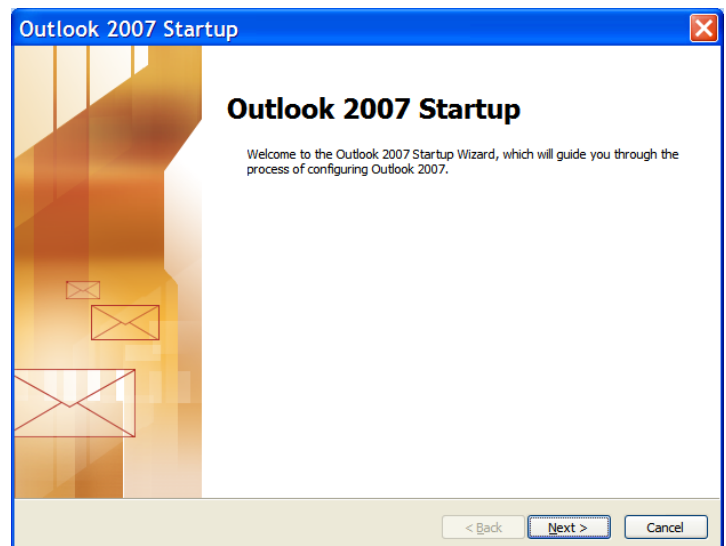 Outlook 2007 Startup
Outlook 2007 Startup
Welcome to the Outlook 2007 Startup Wizard, which will guide you through the
process of configuring Outlook 2007.
< Back Next > Cancel